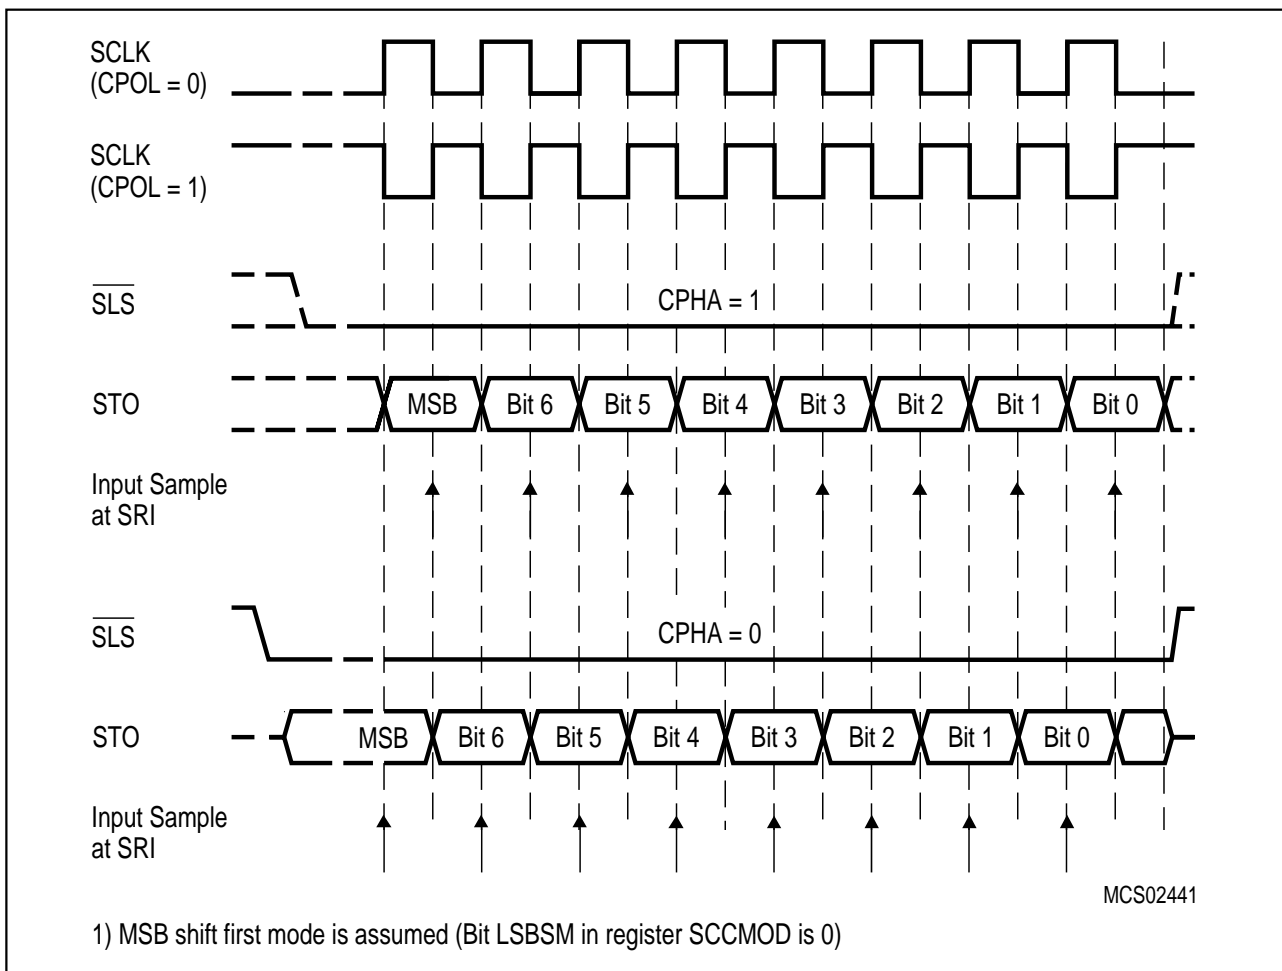 SCLK
(CPOL = 0)
SCLK
(CPOL = 1)
SLS
CPHA = 1
STO
MSB
Bit 6
Bit 5
Bit 4
Bit 3
Bit 2
Bit 1
Bit 0
Input Sample
at SRI
SLS
CPHA = 0
STO
MSB
Bit 6
Bit 5
Bit 4
Bit 3
Bit 2
Bit 1
Bit 0
Input Sample
at SRI
MCS02441
1) MSB shift first mode is assumed (Bit LSBSM in register SCCMOD is 0)